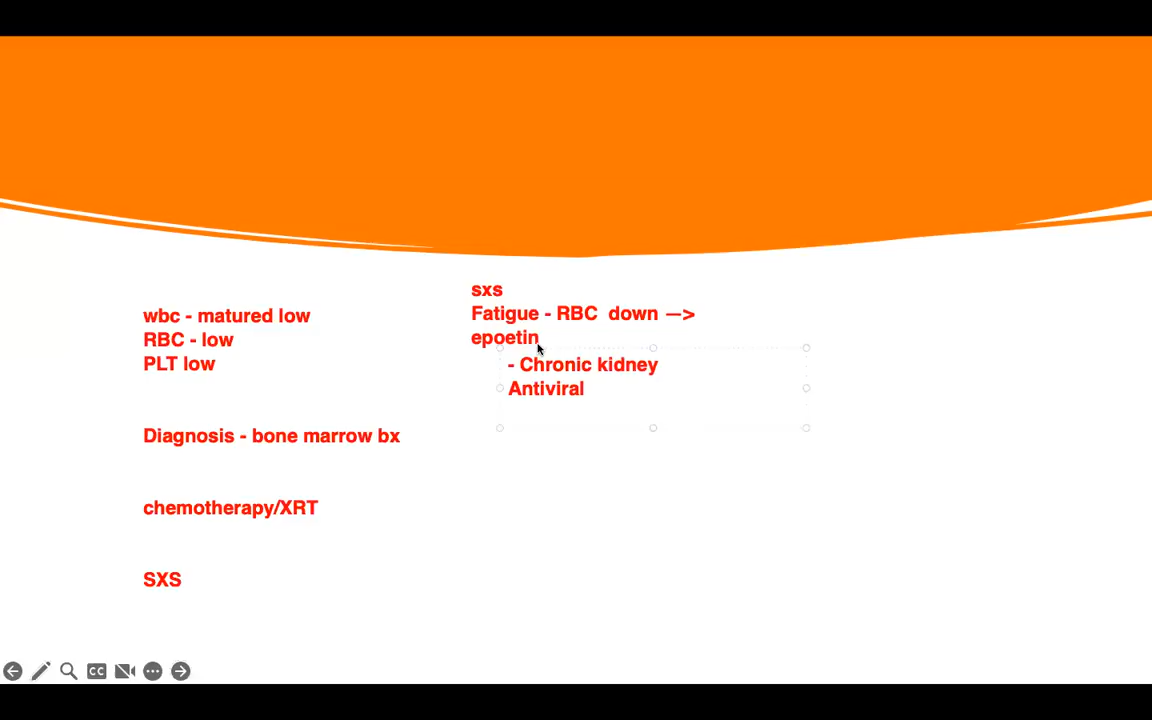 wbc - matured low
RBC - low
PLT low
Diagnosis - bone marrow bx
chemotherapy/XRT
SXS
sxs
Fatigue - RBC  down —>
epoetin
- Chronic kidney
Antiviral
CC